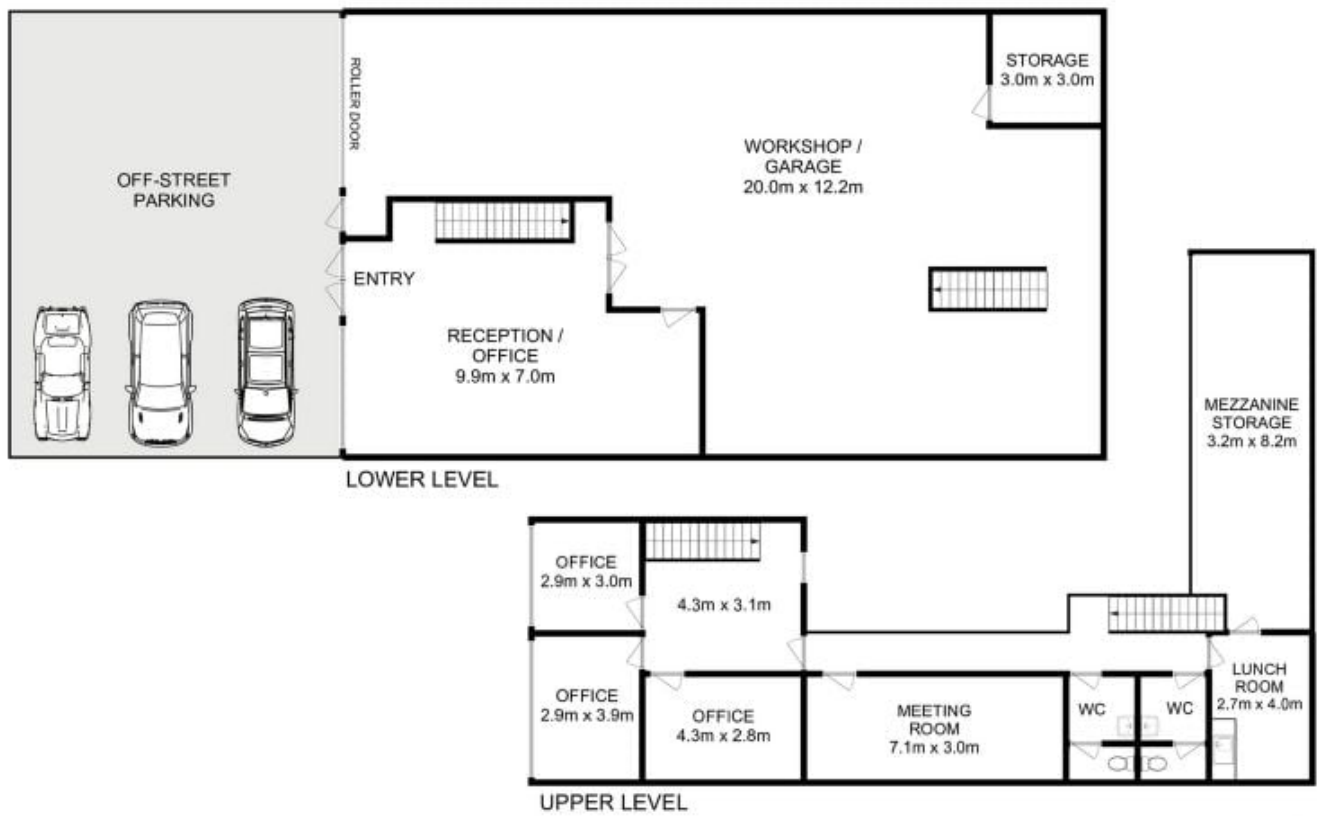 OFF-STREET
PARKING
ROLLER DOOR
ENTRY
RECEPTION /
OFFICE
9.9m x 7.0m
WORKSHOP /
GARAGE
20.0m x 12.2m
STORAGE
3.0m x 3.0m
LOWER LEVEL
MEZZANINE
STORAGE
3.2m x 8.2m
OFFICE
2.9m x 3.0m
4.3m x 3.1m
OFFICE
2.9m x 3.9m
OFFICE
4.3m x 2.8m
MEETING
ROOM
7.1m x 3.0m
WC
WC
LUNCH
ROOM
2.7m x 4.0m
UPPER LEVEL